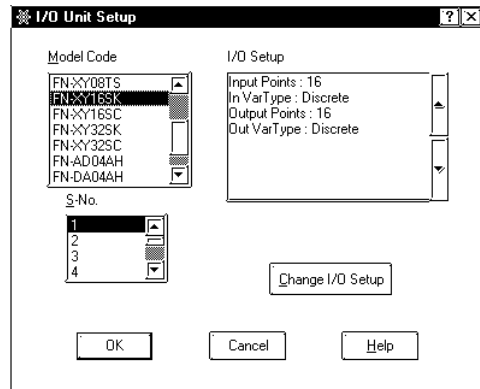 I/O Unit Setup
Model Code
FN-XY08TS
FN-XY16SK
FN-XY16SC
FN-XY32SK
FN-XY32SC
FN-AD04AH
FN-DA04AH
I/O Setup
Input Points : 16
In VarType : Discrete
Output Points : 16
Out VarType : Discrete
S-No.
1
2
3
4
Change I/O Setup
OK
Cancel
Help